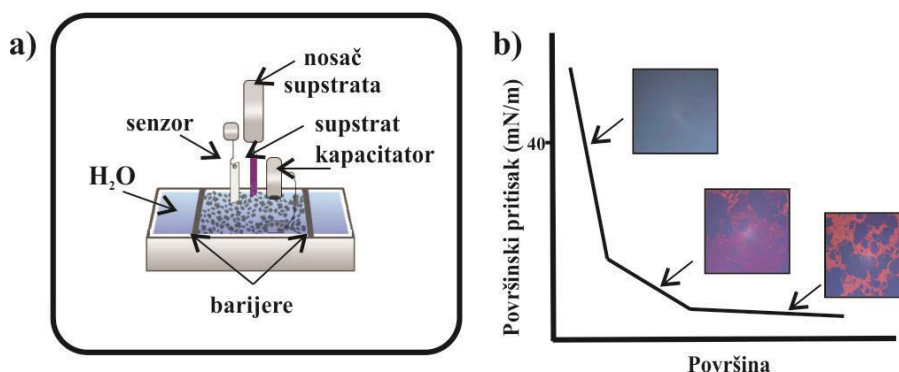 a)
nosač
supstrata
senzor
supstrat
kapacitator
H₂O
barijere
b)
Površinski pritisak (mN/m)
40
Površina